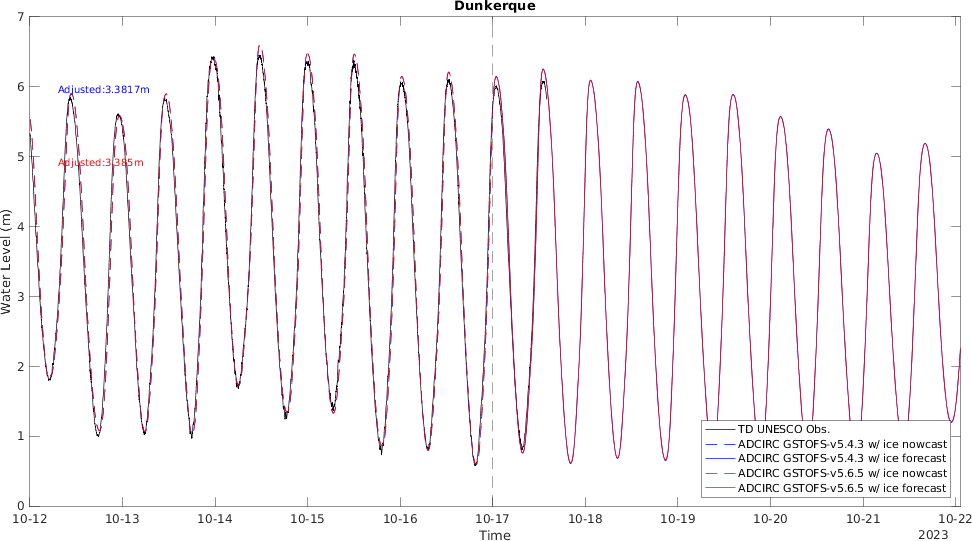 Dunkerque
7
6
5
4
3
2
1
0
Water Level (m)
Adjusted:3.3817m
Adjusted:3.385m
TD UNESCO Obs.
ADCIRC GSTOFS-v5.4.3 w/ ice nowcast
ADCIRC GSTOFS-v5.4.3 w/ ice forecast
ADCIRC GSTOFS-v5.6.5 w/ ice nowcast
ADCIRC GSTOFS-v5.6.5 w/ ice forecast
10-12 10-13 10-14 10-15 10-16 10-17 10-18 10-19 10-20 10-21 10-22
Time
2023